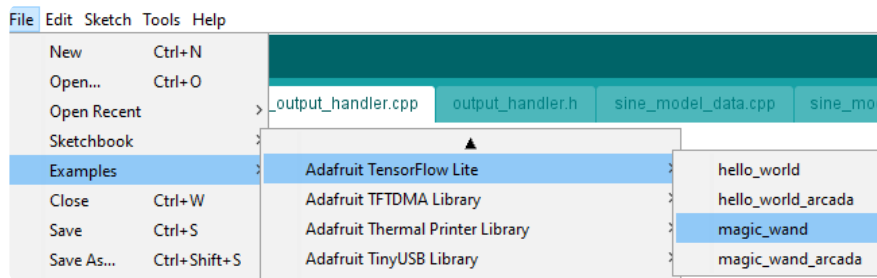 File Edit Sketch Tools Help
New Ctrl+N
Open... Ctrl+O
Open Recent >
Sketchbook >
Examples >
Close Ctrl+W
Save Ctrl+S
Save As... Ctrl+Shift+S
_output_handler.cpp output_handler.h sine_model_data.cpp
Adafruit TensorFlow Lite >
Adafruit TFTDMA Library
Adafruit Thermal Printer Library
Adafruit TinyUSB Library
hello_world
hello_world_arcada
magic_wand
magic_wand_arcada